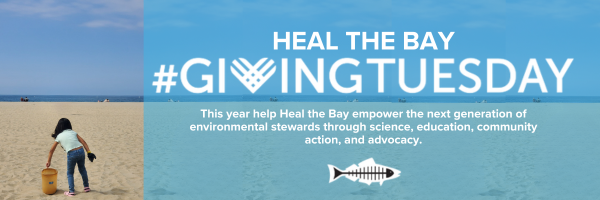 HEAL THE BAY
#GIVINGTUESDAY
This year help Heal the Bay empower the next generation of
environmental stewards through science, education, community
action, and advocacy.